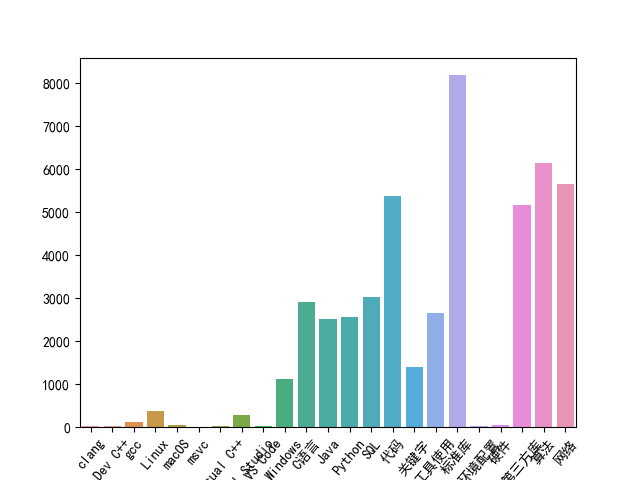 8000
7000
6000
5000
4000
3000
2000
1000
0
clang
Dev C++
gcc
Linux
macOS
msvc
ual C++
l Studio
VS Code
Windows
C语言
Java
Python
SQL
代码
关键字
工具使用
标准库
环境配置
硬件
第三方库
算法
网络